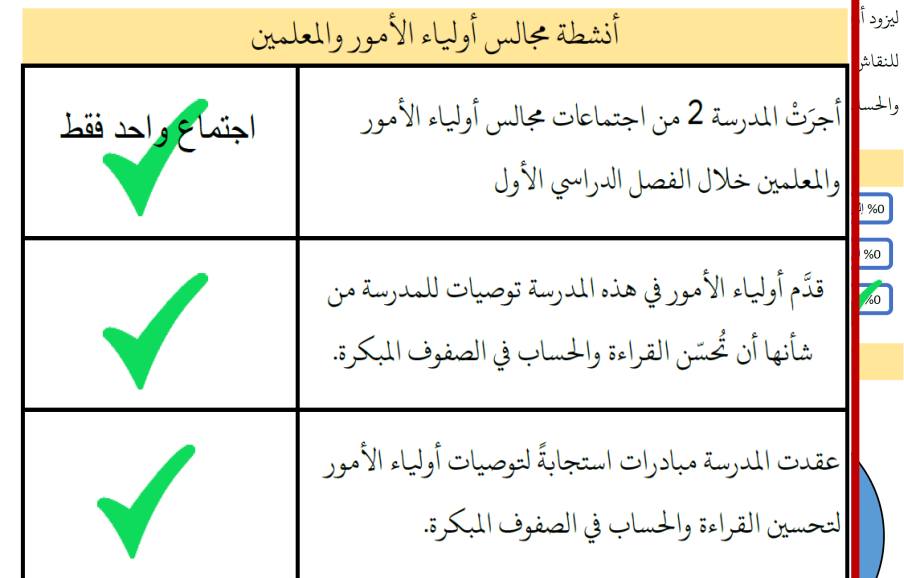 أنشطة مجالس أولياء الأمور والمعلمين
أجرَتْ المدرسة 2 من اجتماعات مجالس أولياء الأمور
والمعلمين خلال الفصل الدراسي الأول
اجتماع واحد فقط
قدَّم أولياء الأمور في هذه المدرسة توصيات للمدرسة من
شأنها أن تُحسّن القراءة والحساب في الصفوف المبكرة.
عقدت المدرسة مبادرات استجابةً لتوصيات أولياء الأمور
لتحسين القراءة والحساب في الصفوف المبكرة.
ليزود
للنقاش
0%
0%
0%